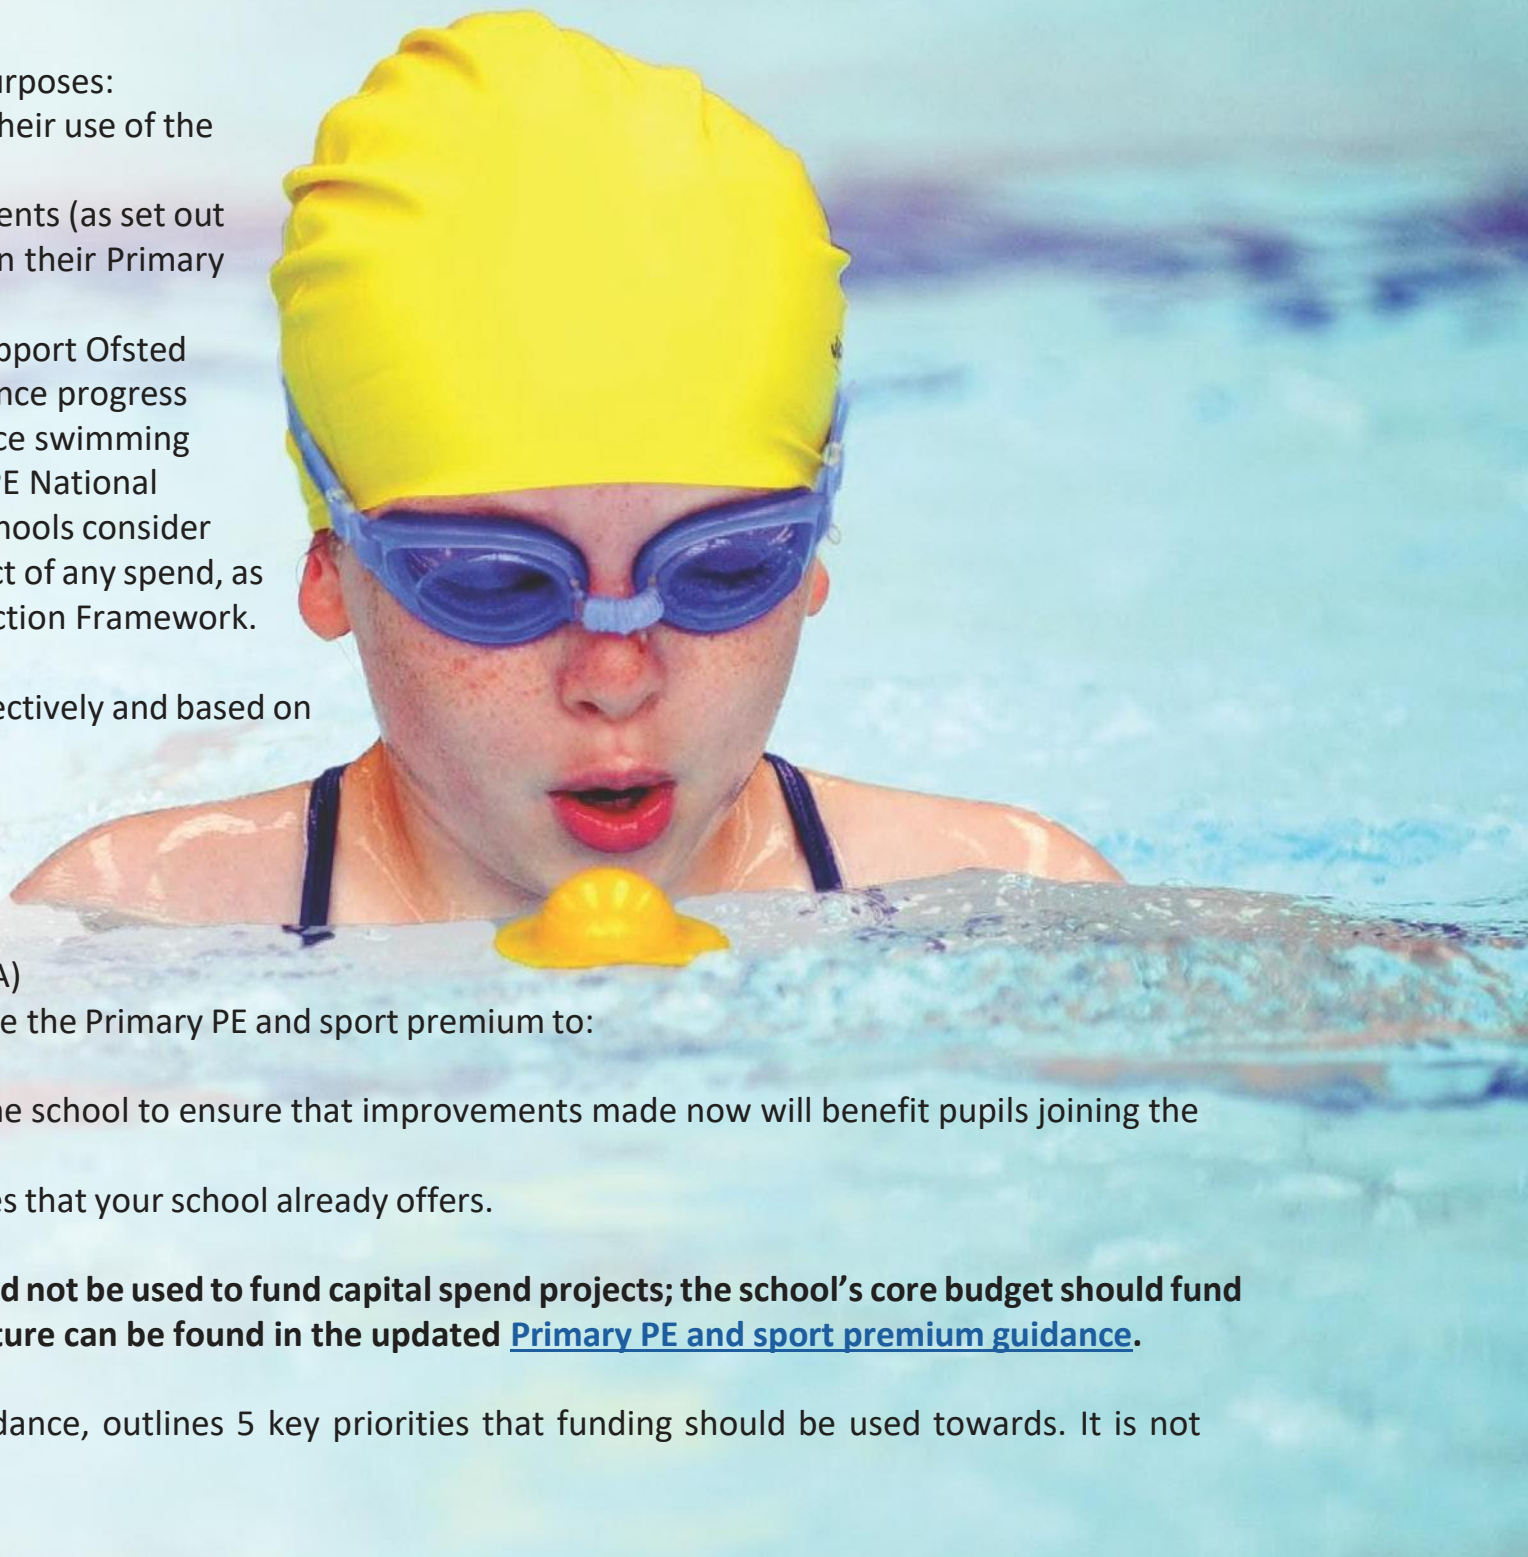 urposes:
heir use of the
ents (as set out
n their Primary
pport Ofsted
nce progress
ce swimming
PE National
hools consider
ct of any spend, as
ction Framework.
ectively and based on
A)
e the Primary PE and sport premium to:
he school to ensure that improvements made now will benefit pupils joining the
es that your school already offers.
d not be used to fund capital spend projects; the school’s core budget should fund
ture can be found in the updated Primary PE and sport premium guidance.
dance, outlines 5 key priorities that funding should be used towards. It is not